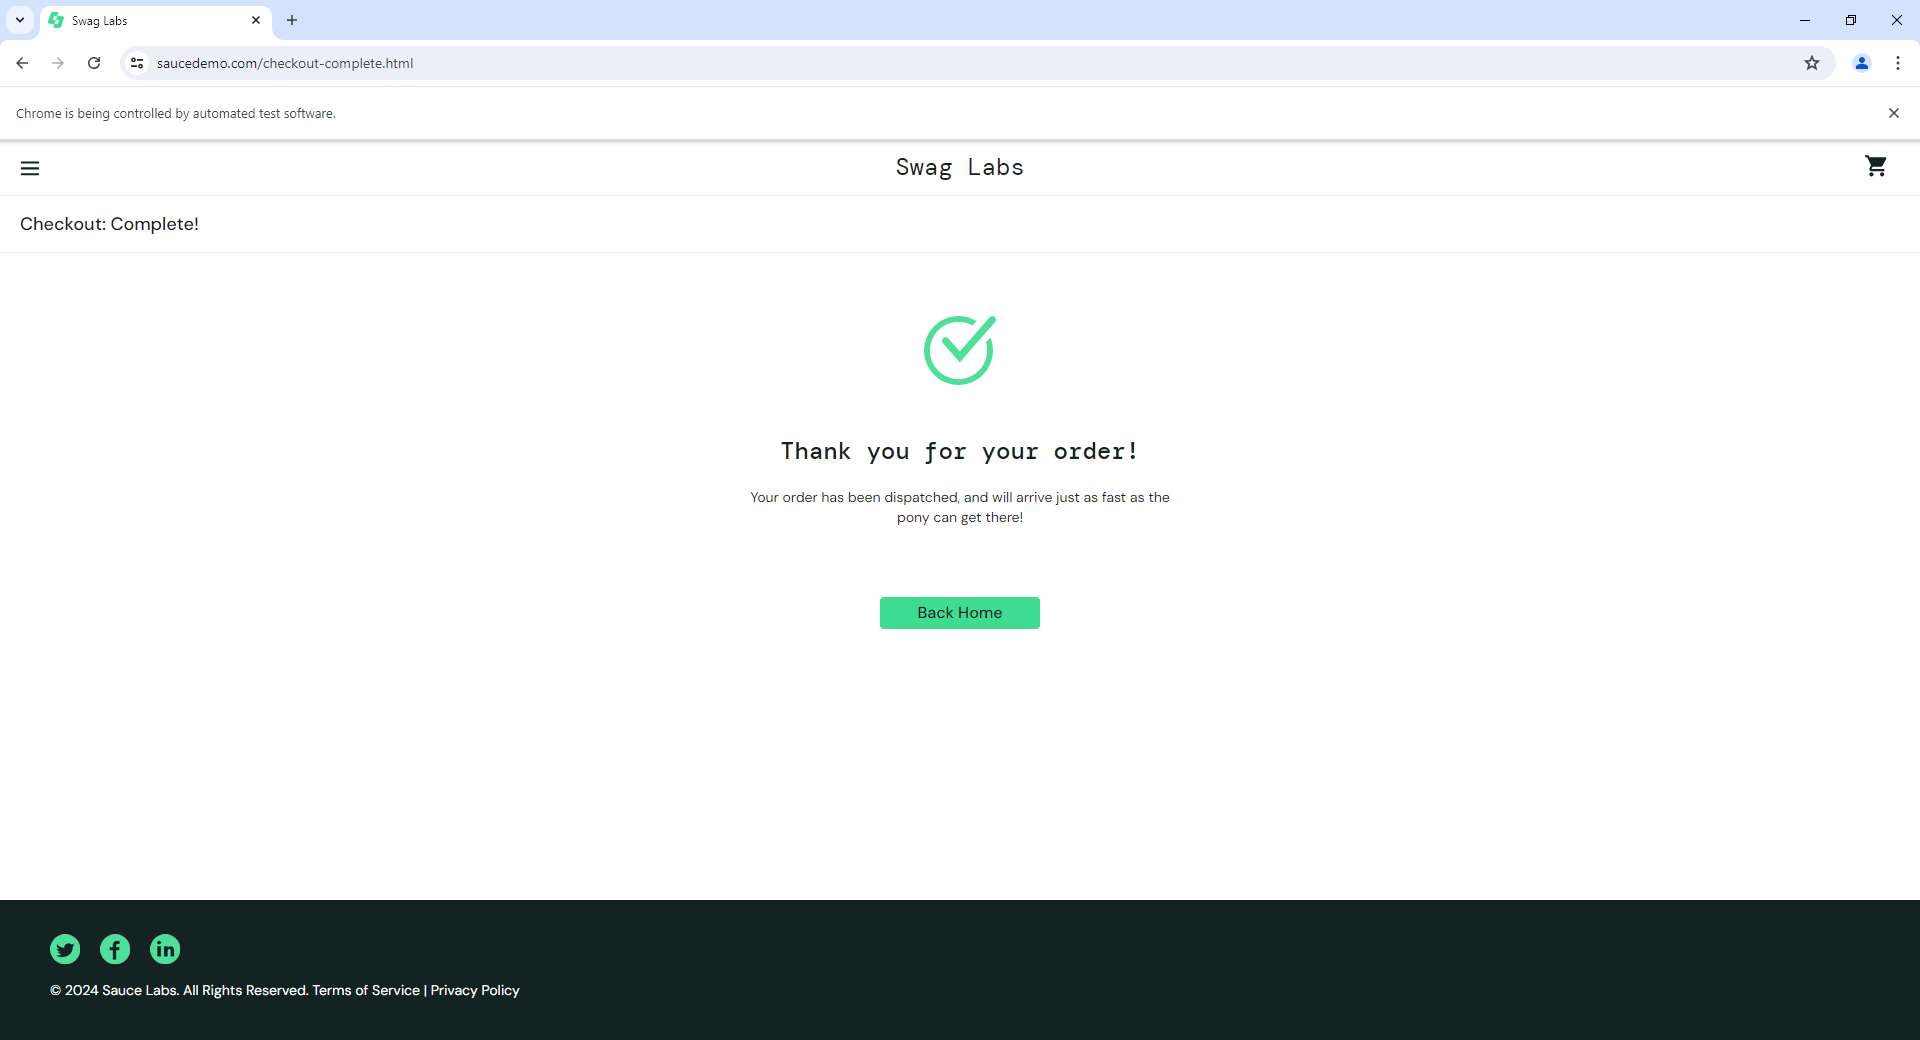 Swag Labs
saucedemo.com/checkout-complete.html
Chrome is being controlled by automated test software.
Swag Labs
Checkout: Complete!
Thank you for your order!
Your order has been dispatched, and will arrive just as fast as the
pony can get there!
Back Home
© 2024 Sauce Labs. All Rights Reserved. Terms of Service | Privacy Policy